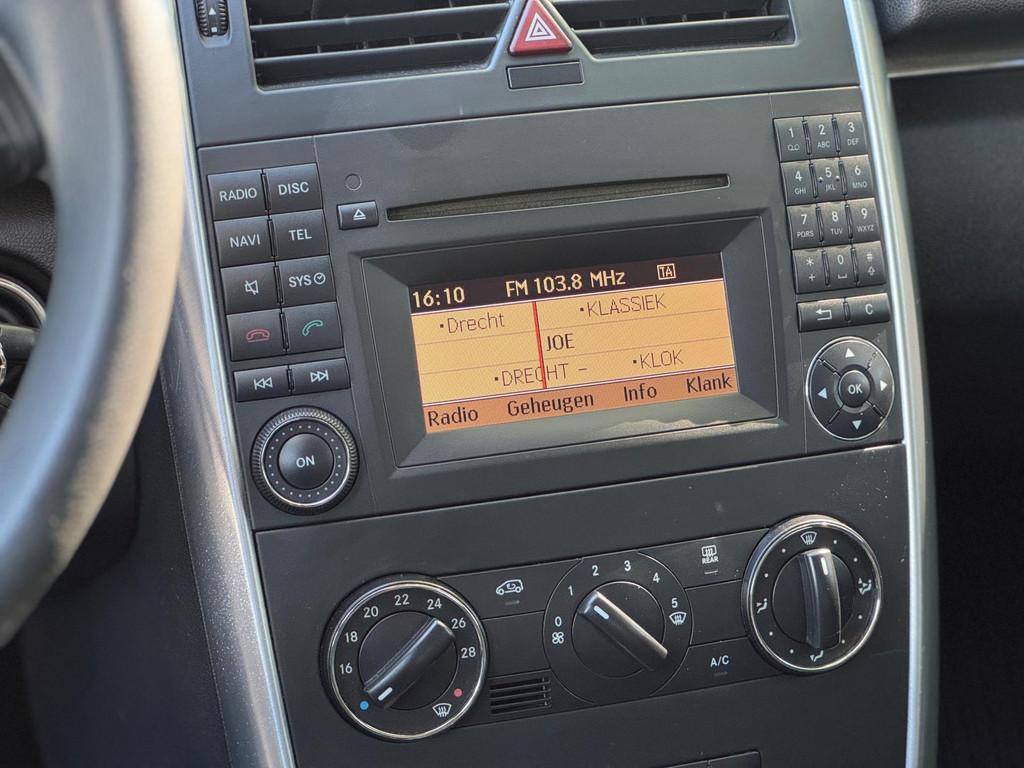 RADIO DISC
NAVI TEL
SYS
ON
16:10 FM 103.8 MHz TA
•Drecht •KLASSIEK
JOE
•DRECHT – •KLOK
Radio Geheugen Info Klank
1 2 ABC 3 DEF
4 GHI 5 JKL 6 MNO
7 PQRS 8 TUV 9 WXYZ
* + 0 #
C
OK
16 18 20 22 24 26 28
0 1 2 3 4 5
REAR
A/C